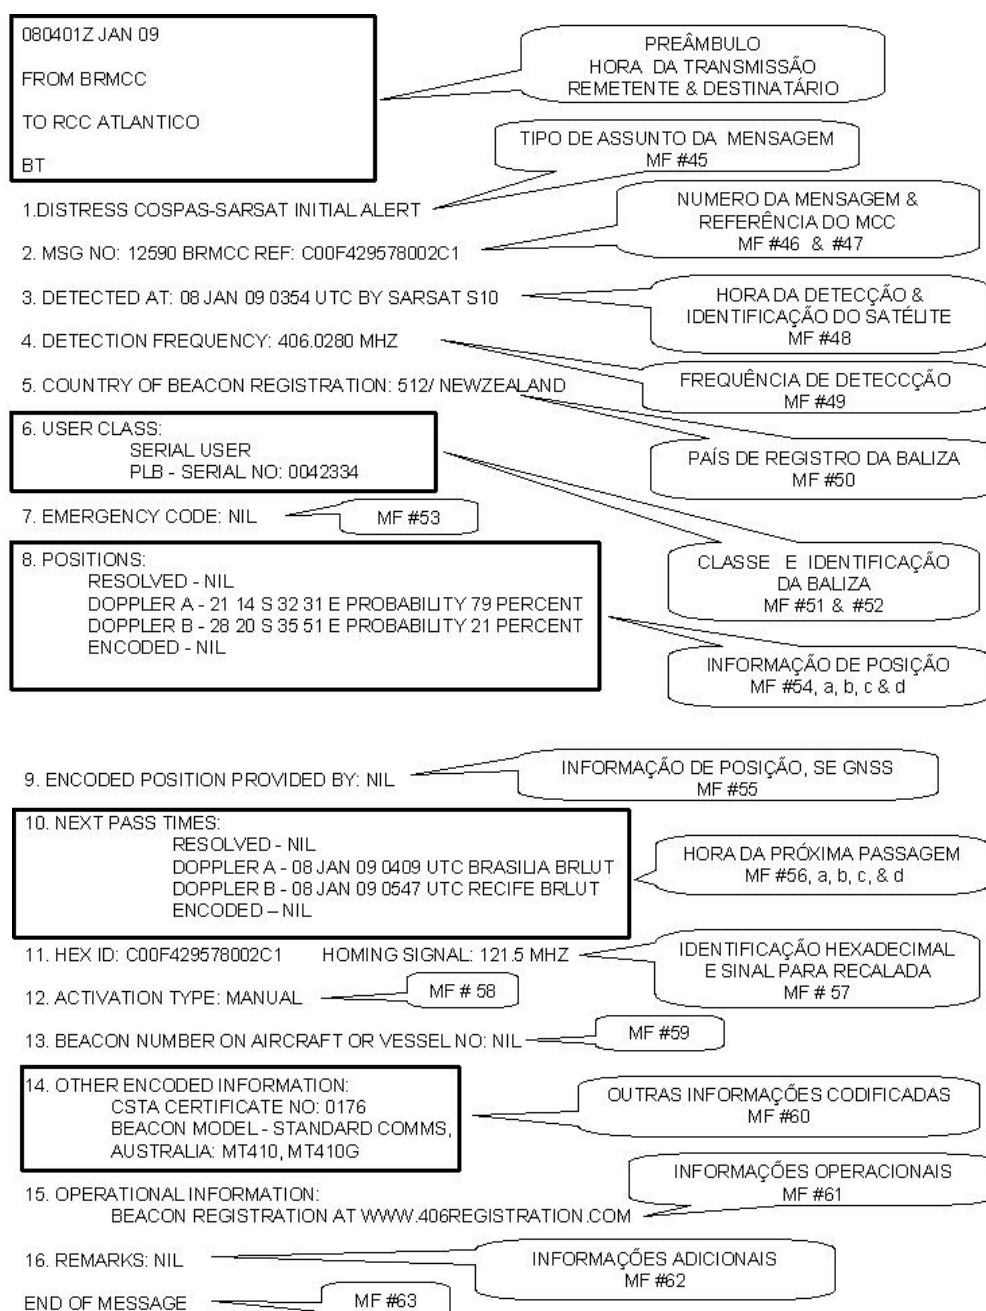 080401Z JAN 09
FROM BRMCC
TO RCC ATLANTICO
BT
PREÂMBULO
HORA DA TRANSMISSÃO
REMETENTE & DESTINATÁRIO
TIPO DE ASSUNTO DA MENSAGEM
MF #45
1.DISTRESS COSPAS-SARSAT INITIAL ALERT
NUMERO DA MENSAGEM &
REFERÊNCIA DO MCC
MF #46 & #47
2. MSG NO: 12590 BRMCC REF: C00F429578002C1
3. DETECTED AT: 08 JAN 09 0354 UTC BY SARSAT S10
HORA DA DETECÇÃO &
IDENTIFICAÇÃO DO SATÉLITE
MF #48
4. DETECTION FREQUENCY: 406.0280 MHZ
FREQUÊNCIA DE DETECCÇÃO
MF #49
5. COUNTRY OF BEACON REGISTRATION: 512/ NEWZEALAND
PAÍS DE REGISTRO DA BALIZA
MF #50
6. USER CLASS:
SERIAL USER
PLB - SERIAL NO: 0042334
CLASSE E IDENTIFICAÇÃO
DA BALIZA
MF #51 & #52
7. EMERGENCY CODE: NIL
MF #53
8. POSITIONS:
RESOLVED - NIL
DOPPLER A - 21 14 S 32 31 E PROBABILITY 79 PERCENT
DOPPLER B - 28 20 S 35 51 E PROBABILITY 21 PERCENT
ENCODED - NIL
INFORMAÇÃO DE POSIÇÃO
MF #54, a, b, c & d
9. ENCODED POSITION PROVIDED BY: NIL
INFORMAÇÃO DE POSIÇÃO, SE GNSS
MF #55
10. NEXT PASS TIMES:
RESOLVED - NIL
DOPPLER A - 08 JAN 09 0409 UTC BRASILIA BRLUT
DOPPLER B - 08 JAN 09 0547 UTC RECIFE BRLUT
ENCODED – NIL
HORA DA PRÓXIMA PASSAGEM
MF #56, a, b, c, & d
11. HEX ID: C00F429578002C1 HOMING SIGNAL: 121.5 MHZ
IDENTIFICAÇÃO HEXADECIMAL
E SINAL PARA RECALADA
MF # 57
12. ACTIVATION TYPE: MANUAL
MF # 58
13. BEACON NUMBER ON AIRCRAFT OR VESSEL NO: NIL
MF #59
14. OTHER ENCODED INFORMATION:
CSTA CERTIFICATE NO: 0176
BEACON MODEL - STANDARD COMMS,
AUSTRALIA: MT410, MT410G
OUTRAS INFORMAÇÕES CODIFICADAS
MF #60
15. OPERATIONAL INFORMATION:
BEACON REGISTRATION AT WWW.406REGISTRATION.COM
INFORMAÇÕES OPERACIONAIS
MF #61
16. REMARKS: NIL
INFORMAÇÕES ADICIONAIS
MF #62
END OF MESSAGE
MF #63